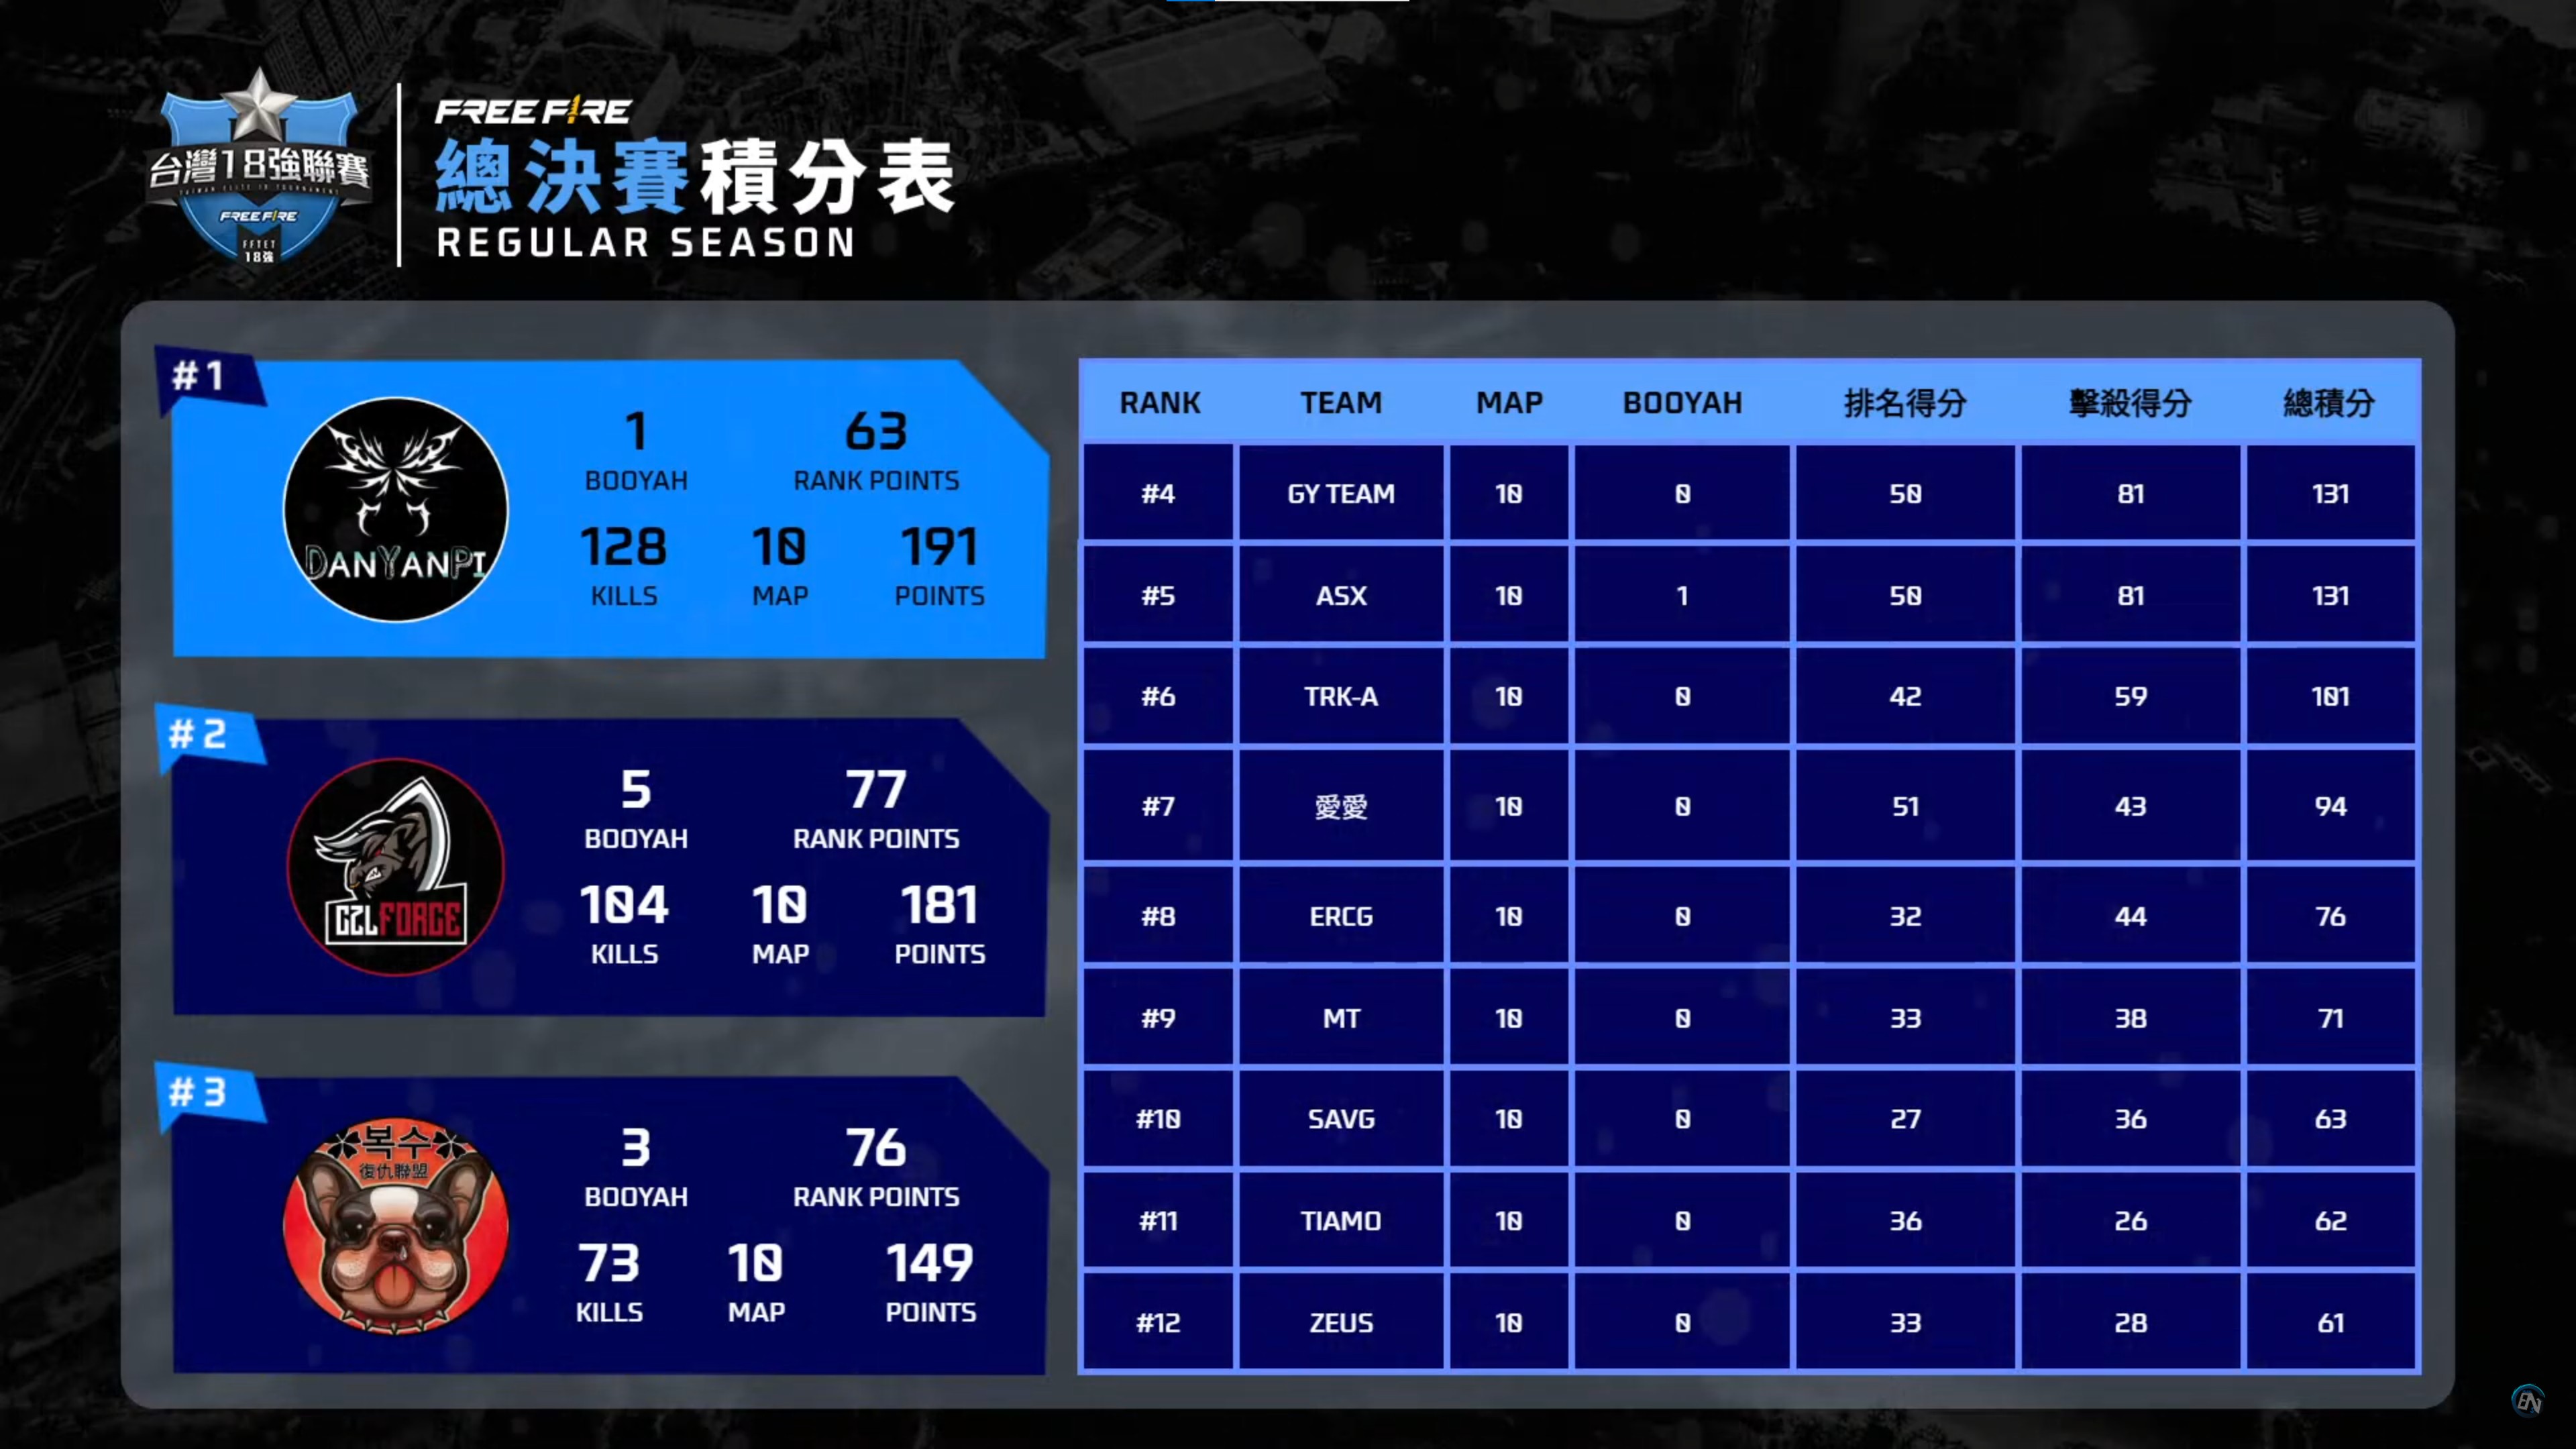 台灣18強聯賽
TAIWAN ELITE 18 TOURNAMENT
FREE FIRE
FFTET
18強
FREE FIRE
總決賽積分表
REGULAR SEASON
#1
DANYANPI
1 63
BOOYAH RANK POINTS
128 10 191
KILLS MAP POINTS
#2
GZLFORCE
5 77
BOOYAH RANK POINTS
104 10 181
KILLS MAP POINTS
#3
복수
復仇聯盟
3 76
BOOYAH RANK POINTS
73 10 149
KILLS MAP POINTS
RANK TEAM MAP BOOYAH 排名得分 擊殺得分 總積分
#4 GY TEAM 10 0 50 81 131
#5 ASX 10 1 50 81 131
#6 TRK-A 10 0 42 59 101
#7 愛愛 10 0 51 43 94
#8 ERCG 10 0 32 44 76
#9 MT 10 0 33 38 71
#10 SAVG 10 0 27 36 63
#11 TIAMO 10 0 36 26 62
#12 ZEUS 10 0 33 28 61